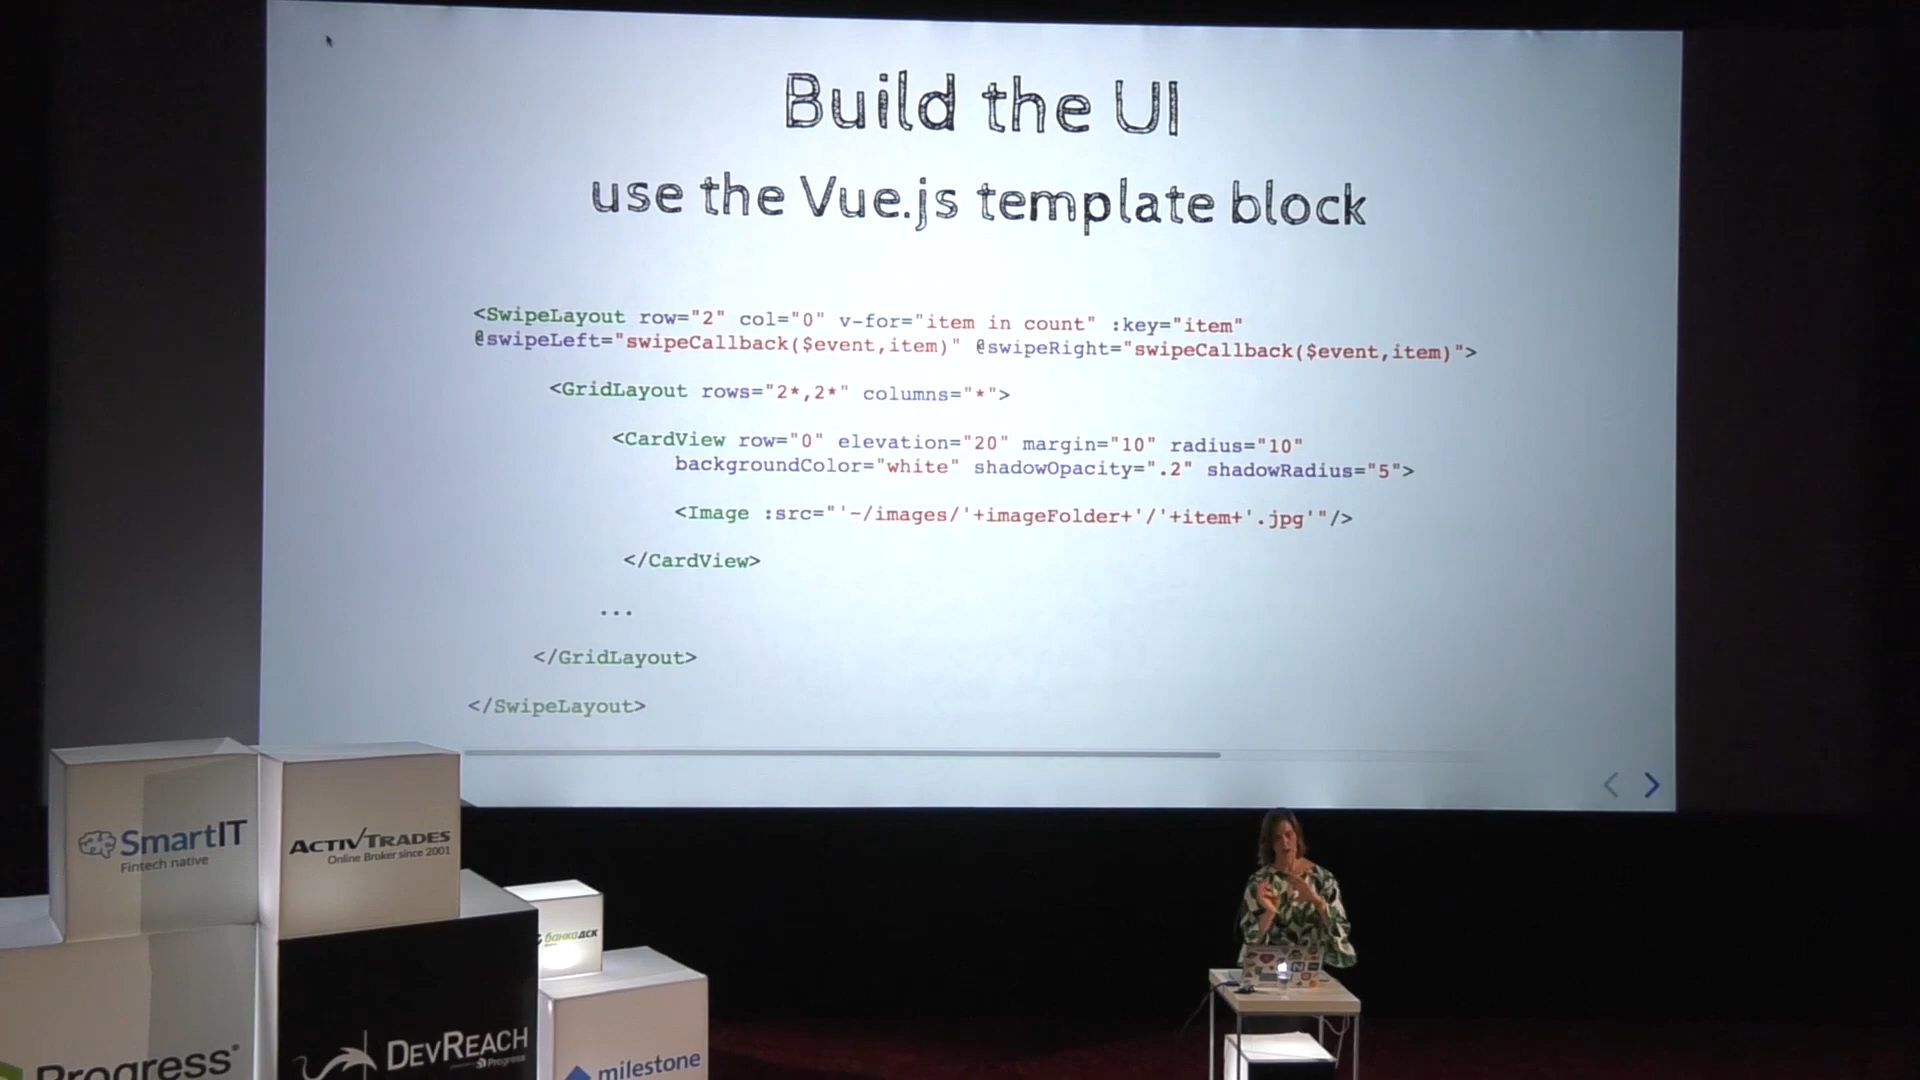 Build the UI
use the Vue.js template block
<SwipeLayout row="2" col="0" v-for="item in count" :key="item"
@swipeLeft="swipeCallback($event,item)" @swipeRight="swipeCallback($event,item)">
<GridLayout rows="2*,2*" columns="*">
<CardView row="0" elevation="20" margin="10" radius="10"
backgroundColor="white" shadowOpacity=".2" shadowRadius="5">
<Image :src="'~/images/'+imageFolder+'/'+item+'.jpg'"/>
</CardView>
...
</GridLayout>
</SwipeLayout>
SmartIT
Fintech native
ACTIVTRADES
Online Broker since 2001
банкаДСК
Progress
DEVREACH
Progress
milestone